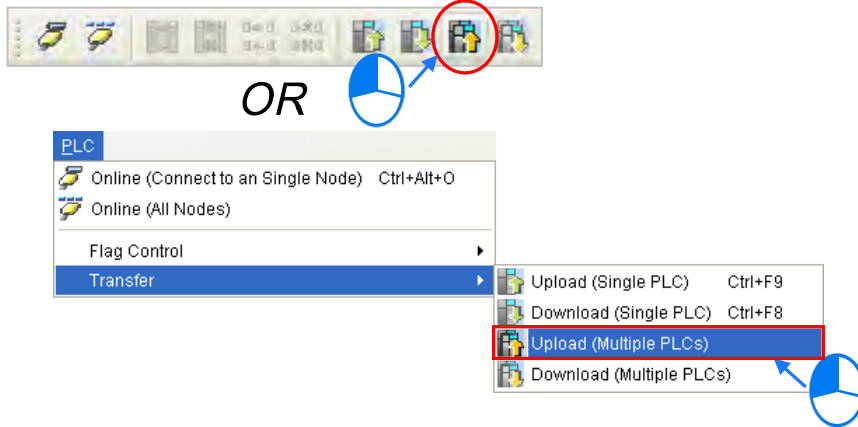 OR
PLC
Online (Connect to an Single Node) Ctrl+Alt+O
Online (All Nodes)
Flag Control
Transfer
Upload (Single PLC) Ctrl+F9
Download (Single PLC) Ctrl+F8
Upload (Multiple PLCs)
Download (Multiple PLCs)